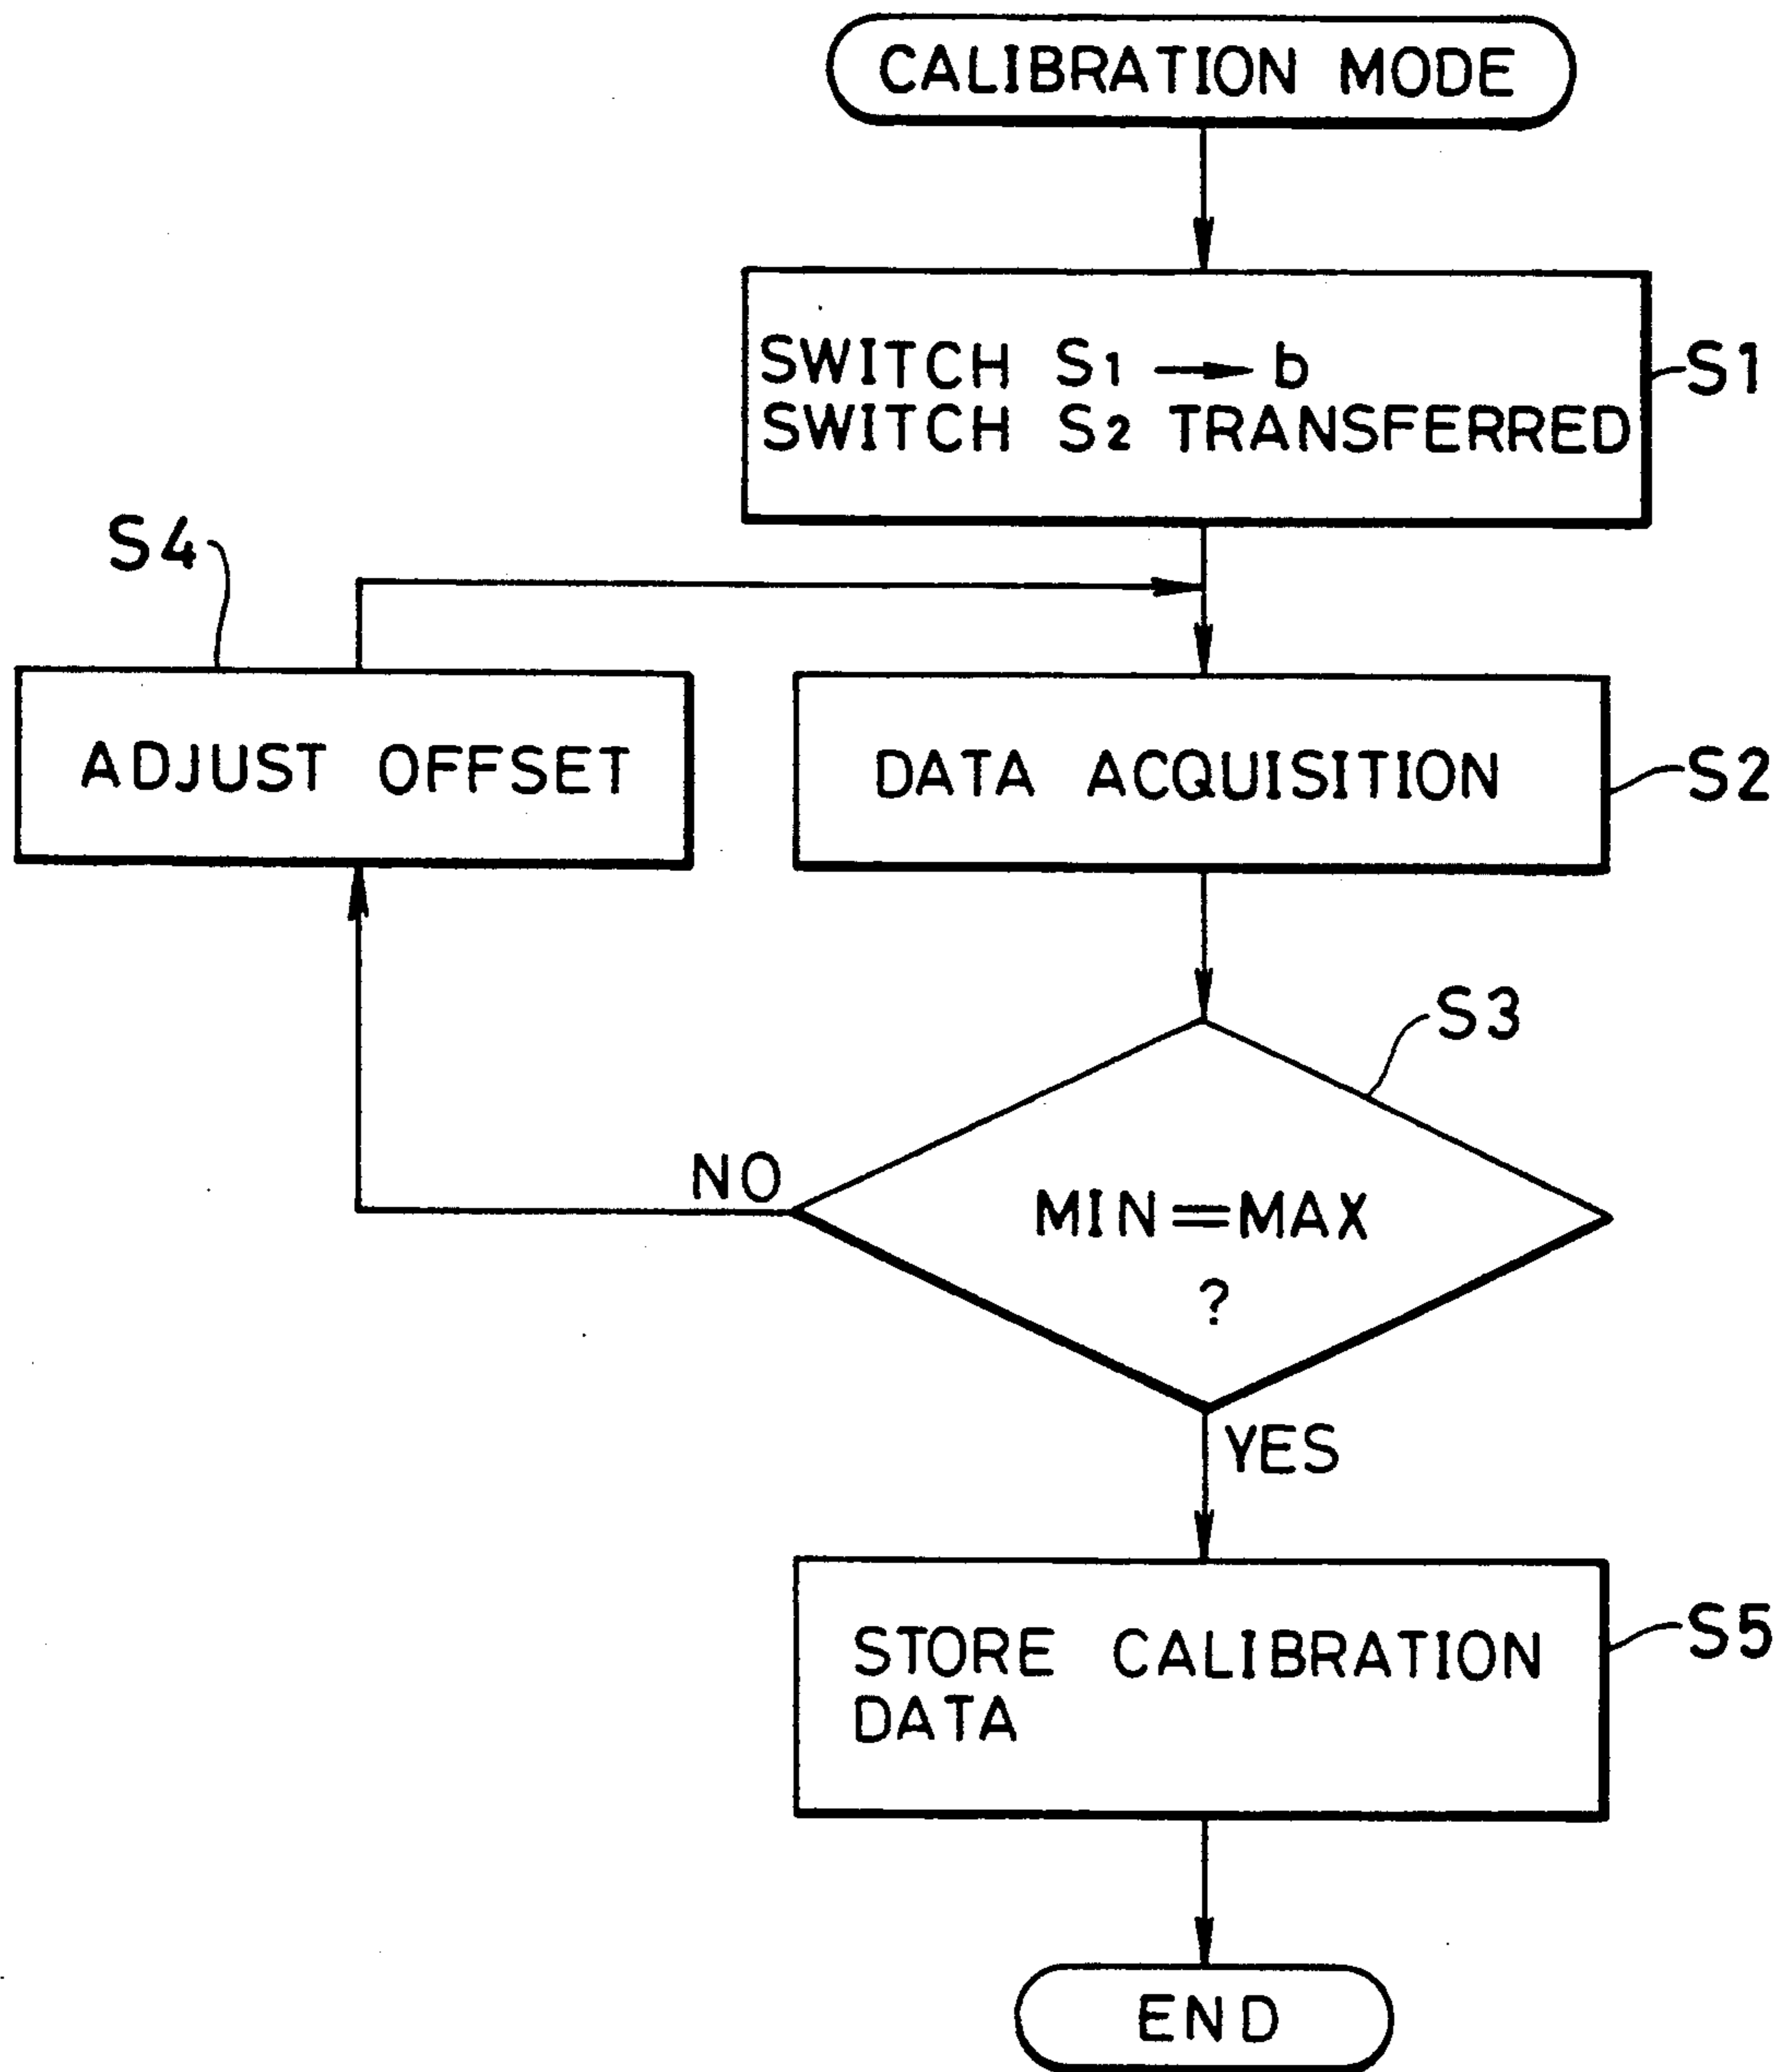 CALIBRATION MODE
SWITCH S1 → b
SWITCH S2 TRANSFERRED
S1
S4
ADJUST OFFSET
DATA ACQUISITION
S2
S3
NO
MIN=MAX
?
YES
STORE CALIBRATION
DATA
S5
END